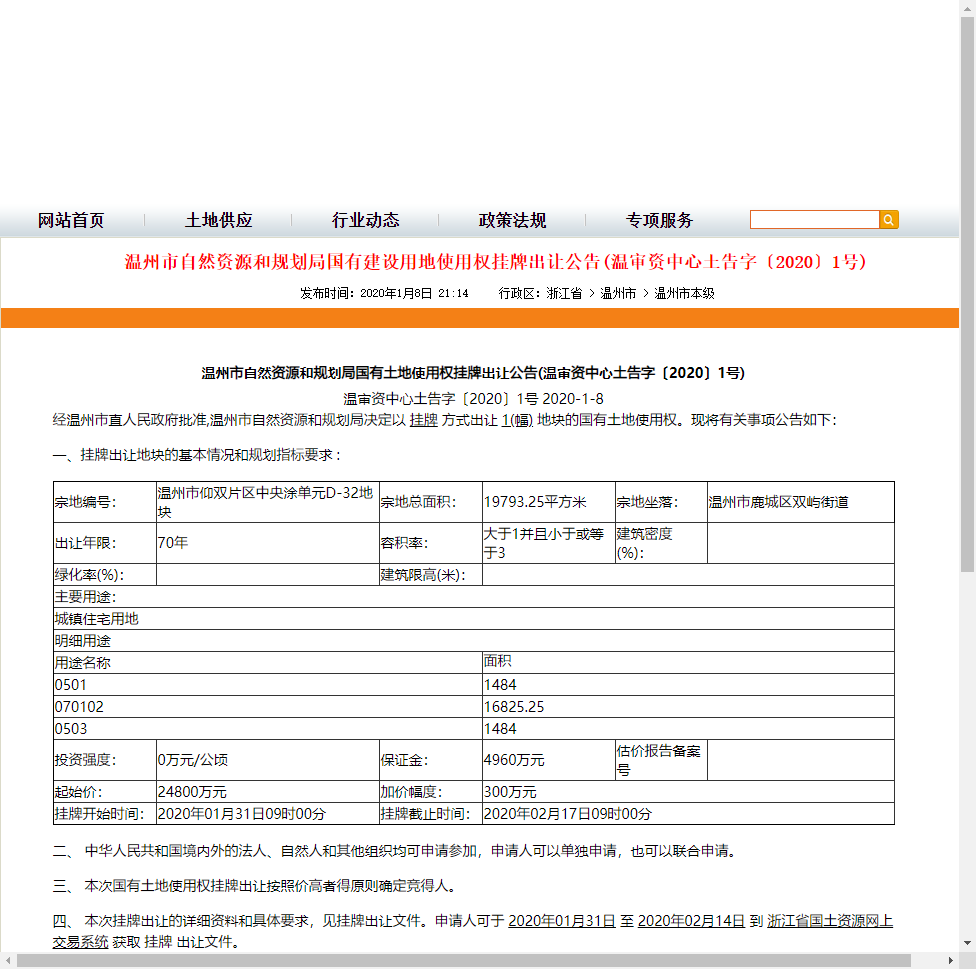 网站首页 土地供应 行业动态 政策法规 专项服务
温州市自然资源和规划局国有建设用地使用权挂牌出让公告(温审资中心土告字〔2020〕1号)
发布时间：2020年1月8日 21:14 行政区：浙江省 > 温州市 > 温州市本级
温州市自然资源和规划局国有土地使用权挂牌出让公告(温审资中心土告字〔2020〕1号)
温审资中心土告字〔2020〕1号 2020-1-8
经温州市直人民政府批准,温州市自然资源和规划局决定以 挂牌 方式出让 1(幅) 地块的国有土地使用权。现将有关事项公告如下：
一、挂牌出让地块的基本情况和规划指标要求：
宗地编号： 温州市仰双片区中央涂单元D-32地块 宗地总面积： 19793.25平方米 宗地坐落： 温州市鹿城区双屿街道
出让年限： 70年 容积率： 大于1并且小于或等于3 建筑密度(%)：
绿化率(%)： 建筑限高(米)：
主要用途：
城镇住宅用地
明细用途
用途名称 面积
0501 1484
070102 16825.25
0503 1484
投资强度： 0万元/公顷 保证金： 4960万元 估价报告备案号
起始价： 24800万元 加价幅度： 300万元
挂牌开始时间： 2020年01月31日09时00分 挂牌截止时间： 2020年02月17日09时00分
二、 中华人民共和国境内外的法人、自然人和其他组织均可申请参加，申请人可以单独申请，也可以联合申请。
三、 本次国有土地使用权挂牌出让按照价高者得原则确定竞得人。
四、 本次挂牌出让的详细资料和具体要求，见挂牌出让文件。申请人可于 2020年01月31日 至 2020年02月14日 到 浙江省国土资源网上
交易系统 获取 挂牌 出让文件。